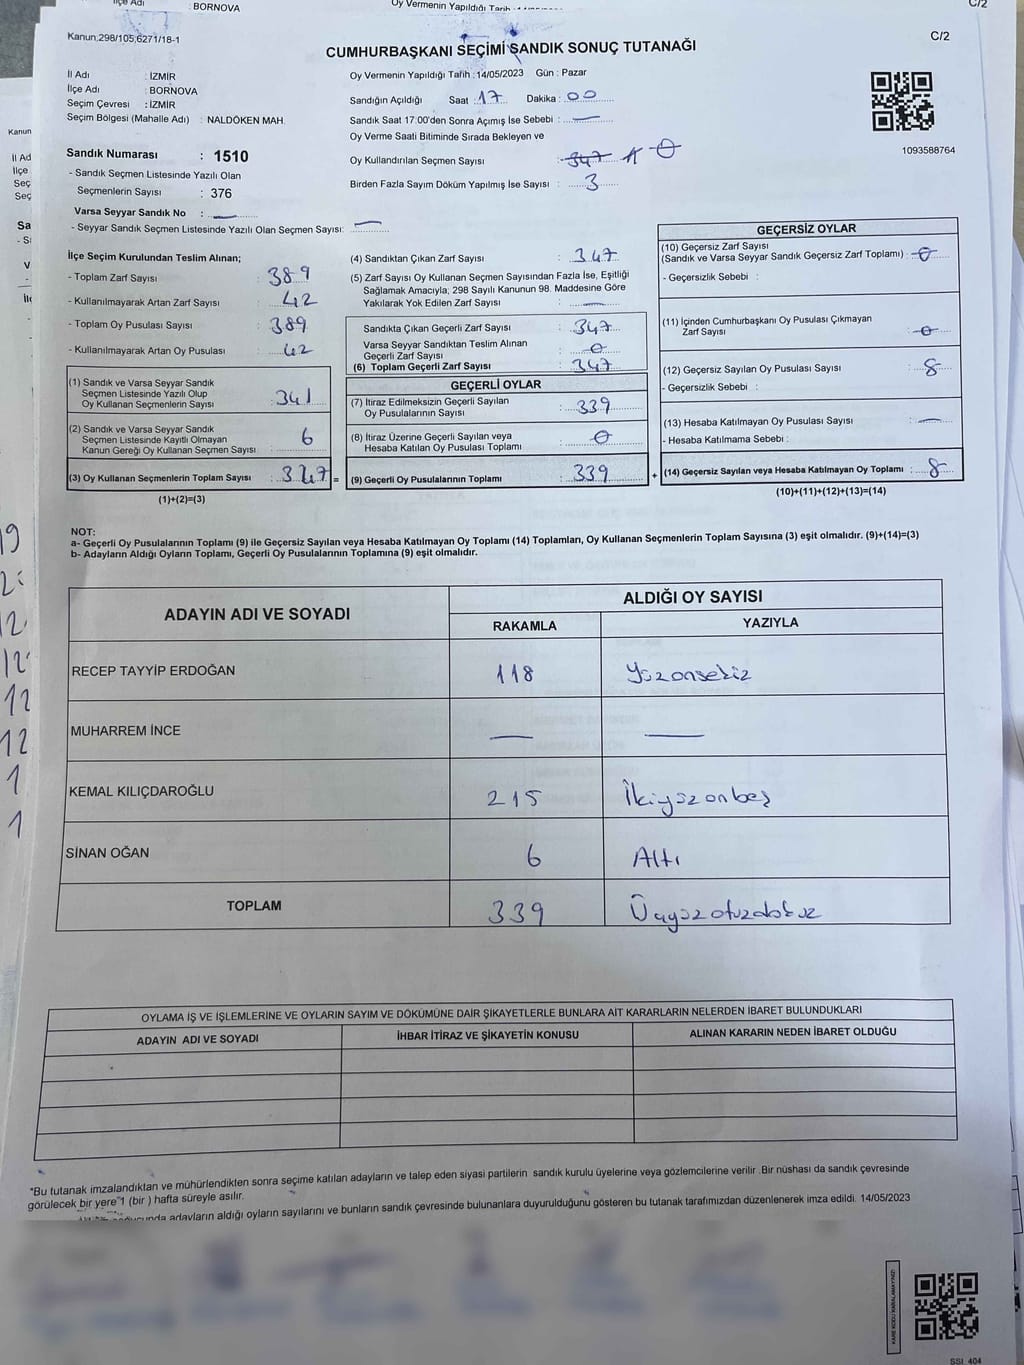 İlçe Adı : BORNOVA
Oy Vermenin Yapıldığı Tarih
C/2
Kanun;298/105,6271/18-1
C/2
CUMHURBAŞKANI SEÇİMİ SANDIK SONUÇ TUTANAĞI
İl Adı : İZMİR
İlçe Adı : BORNOVA
Seçim Çevresi : İZMİR
Seçim Bölgesi (Mahalle Adı) : NALDÖKEN MAH.
Sandık Numarası : 1510
- Sandık Seçmen Listesinde Yazılı Olan
Seçmenlerin Sayısı : 376
Varsa Seyyar Sandık No : —
- Seyyar Sandık Seçmen Listesinde Yazılı Olan Seçmen Sayısı: —
Oy Vermenin Yapıldığı Tarih : 14/05/2023 Gün : Pazar
Sandığın Açıldığı Saat : 17 Dakika : 00
Sandık Saat 17:00'den Sonra Açımış İse Sebebi : —
Oy Verme Saati Bitiminde Sırada Bekleyen ve
Oy Kullandırılan Seçmen Sayısı : 347 0
Birden Fazla Sayım Döküm Yapılmış İse Sayısı : 3
1093588764
İlçe Seçim Kurulundan Teslim Alınan;
- Toplam Zarf Sayısı : 389
- Kullanılmayarak Artan Zarf Sayısı : 42
- Toplam Oy Pusulası Sayısı : 389
- Kullanılmayarak Artan Oy Pusulası : 42
(1) Sandık ve Varsa Seyyar Sandık
Seçmen Listesinde Yazılı Olup
Oy Kullanan Seçmenlerin Sayısı : 341
(2) Sandık ve Varsa Seyyar Sandık
Seçmen Listesinde Kayıtlı Olmayan
Kanun Gereği Oy Kullanan Seçmen Sayısı : 6
(3) Oy Kullanan Seçmenlerin Toplam Sayısı : 347 =
(1)+(2)=(3)
(4) Sandıktan Çıkan Zarf Sayısı : 347
(5) Zarf Sayısı Oy Kullanan Seçmen Sayısından Fazla İse, Eşitliği
Sağlamak Amacıyla; 298 Sayılı Kanunun 98. Maddesine Göre
Yakılarak Yok Edilen Zarf Sayısı : —
Sandıkta Çıkan Geçerli Zarf Sayısı : 347
Varsa Seyyar Sandıktan Teslim Alınan
Geçerli Zarf Sayısı : 0
(6) Toplam Geçerli Zarf Sayısı : 347
GEÇERLİ OYLAR
(7) İtiraz Edilmeksizin Geçerli Sayılan
Oy Pusulalarının Sayısı : 339
(8) İtiraz Üzerine Geçerli Sayılan veya
Hesaba Katılan Oy Pusulası Toplamı : 0
(9) Geçerli Oy Pusulalarının Toplamı : 339 +
GEÇERSİZ OYLAR
(10) Geçersiz Zarf Sayısı
(Sandık ve Varsa Seyyar Sandık Geçersiz Zarf Toplamı) : 0
- Geçersizlik Sebebi :
(11) İçinden Cumhurbaşkanı Oy Pusulası Çıkmayan
Zarf Sayısı : 0
(12) Geçersiz Sayılan Oy Pusulası Sayısı : 8
- Geçersizlik Sebebi :
(13) Hesaba Katılmayan Oy Pusulası Sayısı : —
- Hesaba Katılmama Sebebi :
(14) Geçersiz Sayılan veya Hesaba Katılmayan Oy Toplamı : 8
(10)+(11)+(12)+(13)=(14)
NOT:
a- Geçerli Oy Pusulalarının Toplamı (9) ile Geçersiz Sayılan veya Hesaba Katılmayan Oy Toplamı (14) Toplamları, Oy Kullanan Seçmenlerin Toplam Sayısına (3) eşit olmalıdır. (9)+(14)=(3)
b- Adayların Aldığı Oyların Toplamı, Geçerli Oy Pusulalarının Toplamına (9) eşit olmalıdır.
ADAYIN ADI VE SOYADI
ALDIĞI OY SAYISI
RAKAMLA YAZIYLA
RECEP TAYYİP ERDOĞAN 118 Yüzonsekiz
MUHARREM İNCE — —
KEMAL KILIÇDAROĞLU 215 İkiyüzonbeş
SİNAN OĞAN 6 Altı
TOPLAM 339 Üçyüzotuzdokuz
OYLAMA İŞ VE İŞLEMLERİNE VE OYLARIN SAYIM VE DÖKÜMÜNE DAİR ŞİKAYETLERLE BUNLARA AİT KARARLARIN NELERDEN İBARET BULUNDUKLARI
ADAYIN ADI VE SOYADI İHBAR İTİRAZ VE ŞİKAYETİN KONUSU ALINAN KARARIN NEDEN İBARET OLDUĞU
*Bu tutanak imzalandıktan ve mühürlendikten sonra seçime katılan adayların ve talep eden siyasi partilerin sandık kurulu üyelerine veya gözlemcilerine verilir .Bir nüshası da sandık çevresinde
görülecek bir yere 1 (bir ) hafta süreyle asılır.
adayların aldığı oyların sayılarını ve bunların sandık çevresinde bulunanlara duyurulduğunu gösteren bu tutanak tarafımızdan düzenlenerek imza edildi. 14/05/2023
KARE KODU KARALAMAYINIZ!
SSI_404